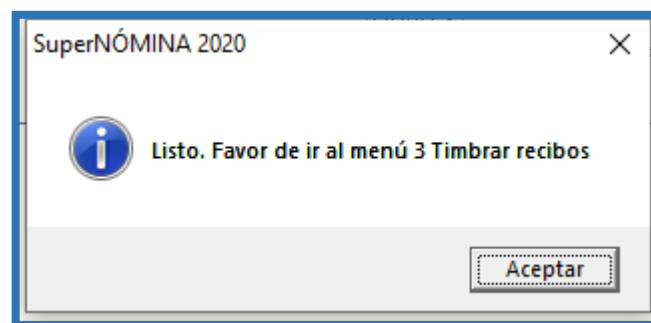 SuperNÓMINA 2020
Listo. Favor de ir al menú 3 Timbrar recibos
Aceptar